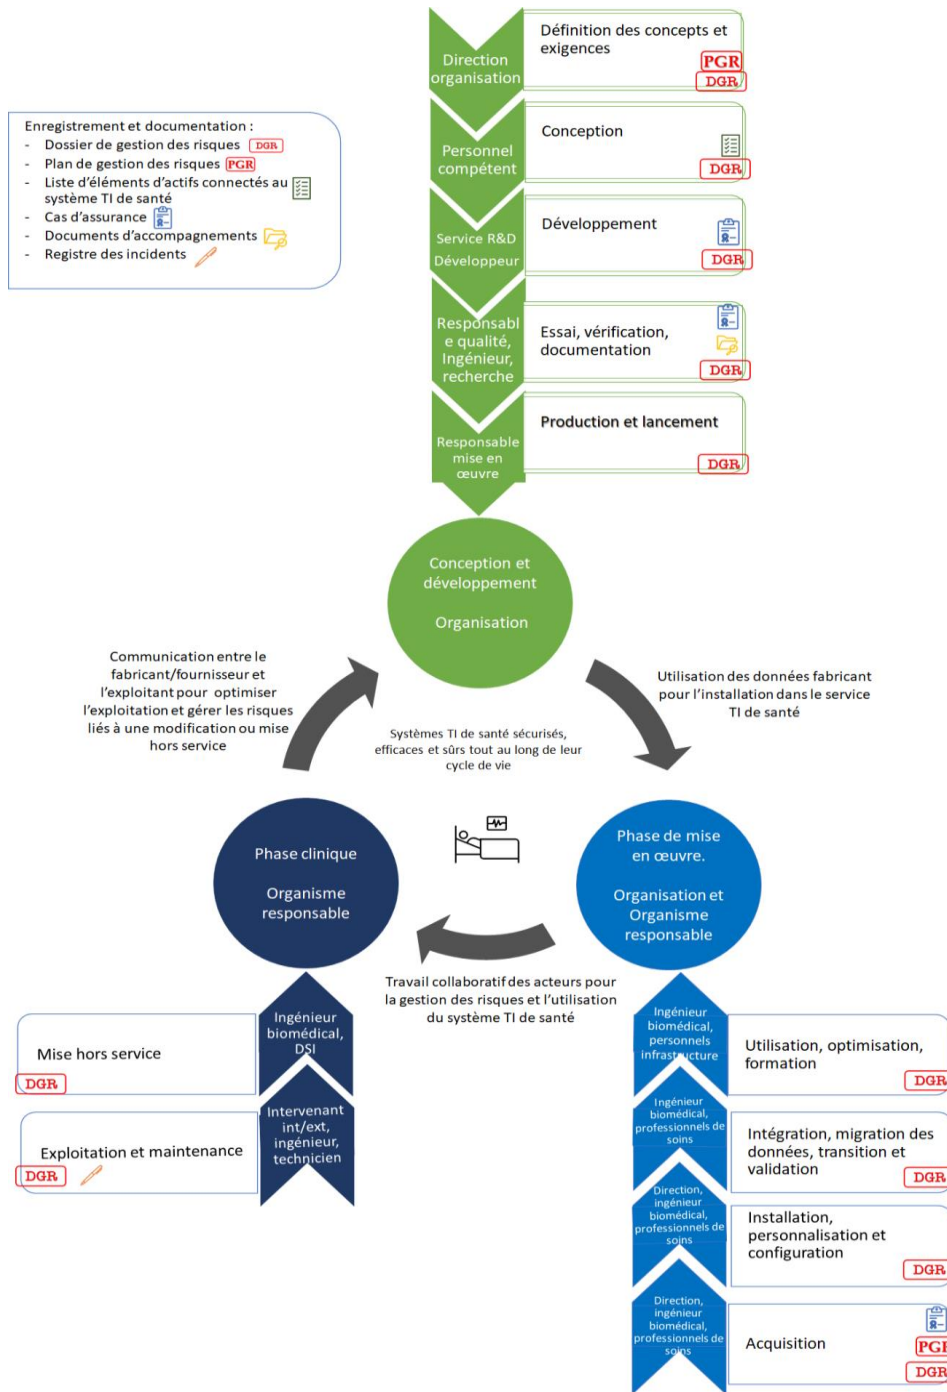 Direction
organisation
Définition des concepts et
exigences
PGR
DGR
Enregistrement et documentation :
- Dossier de gestion des risques DGR
- Plan de gestion des risques PGR
- Liste d'éléments d'actifs connectés au
système TI de santé
- Cas d'assurance
- Documents d'accompagnements
- Registre des incidents
Personnel
compétent
Conception
DGR
Service R&D
Développeur
Développement
DGR
Responsabl
e qualité,
Ingénieur,
recherche
Essai, vérification,
documentation
DGR
Responsable
mise en
œuvre
Production et lancement
DGR
Conception et
développement
Organisation
Communication entre le
fabricant/fournisseur et
l'exploitant pour optimiser
l'exploitation et gérer les risques
liés à une modification ou mise
hors service
Utilisation des données fabricant
pour l'installation dans le service
TI de santé
Systèmes TI de santé sécurisés,
efficaces et sûrs tout au long de leur
cycle de vie
Phase clinique
Organisme
responsable
Phase de mise
en œuvre.
Organisation et
Organisme
responsable
Travail collaboratif des acteurs pour
la gestion des risques et l'utilisation
du système TI de santé
Ingénieur
biomédical,
DSI
Mise hors service
DGR
Intervenant
int/ext,
ingénieur,
technicien
Exploitation et maintenance
DGR
Ingénieur
biomédical,
personnels
infrastructure
Utilisation, optimisation,
formation
DGR
Ingénieur
biomédical,
professionnels de
soins
Intégration, migration des
données, transition et
validation
DGR
Direction,
ingénieur
biomédical,
professionnels de
soins
Installation,
personnalisation et
configuration
DGR
Direction,
ingénieur
biomédical,
professionnels de
soins
Acquisition
PGR
DGR